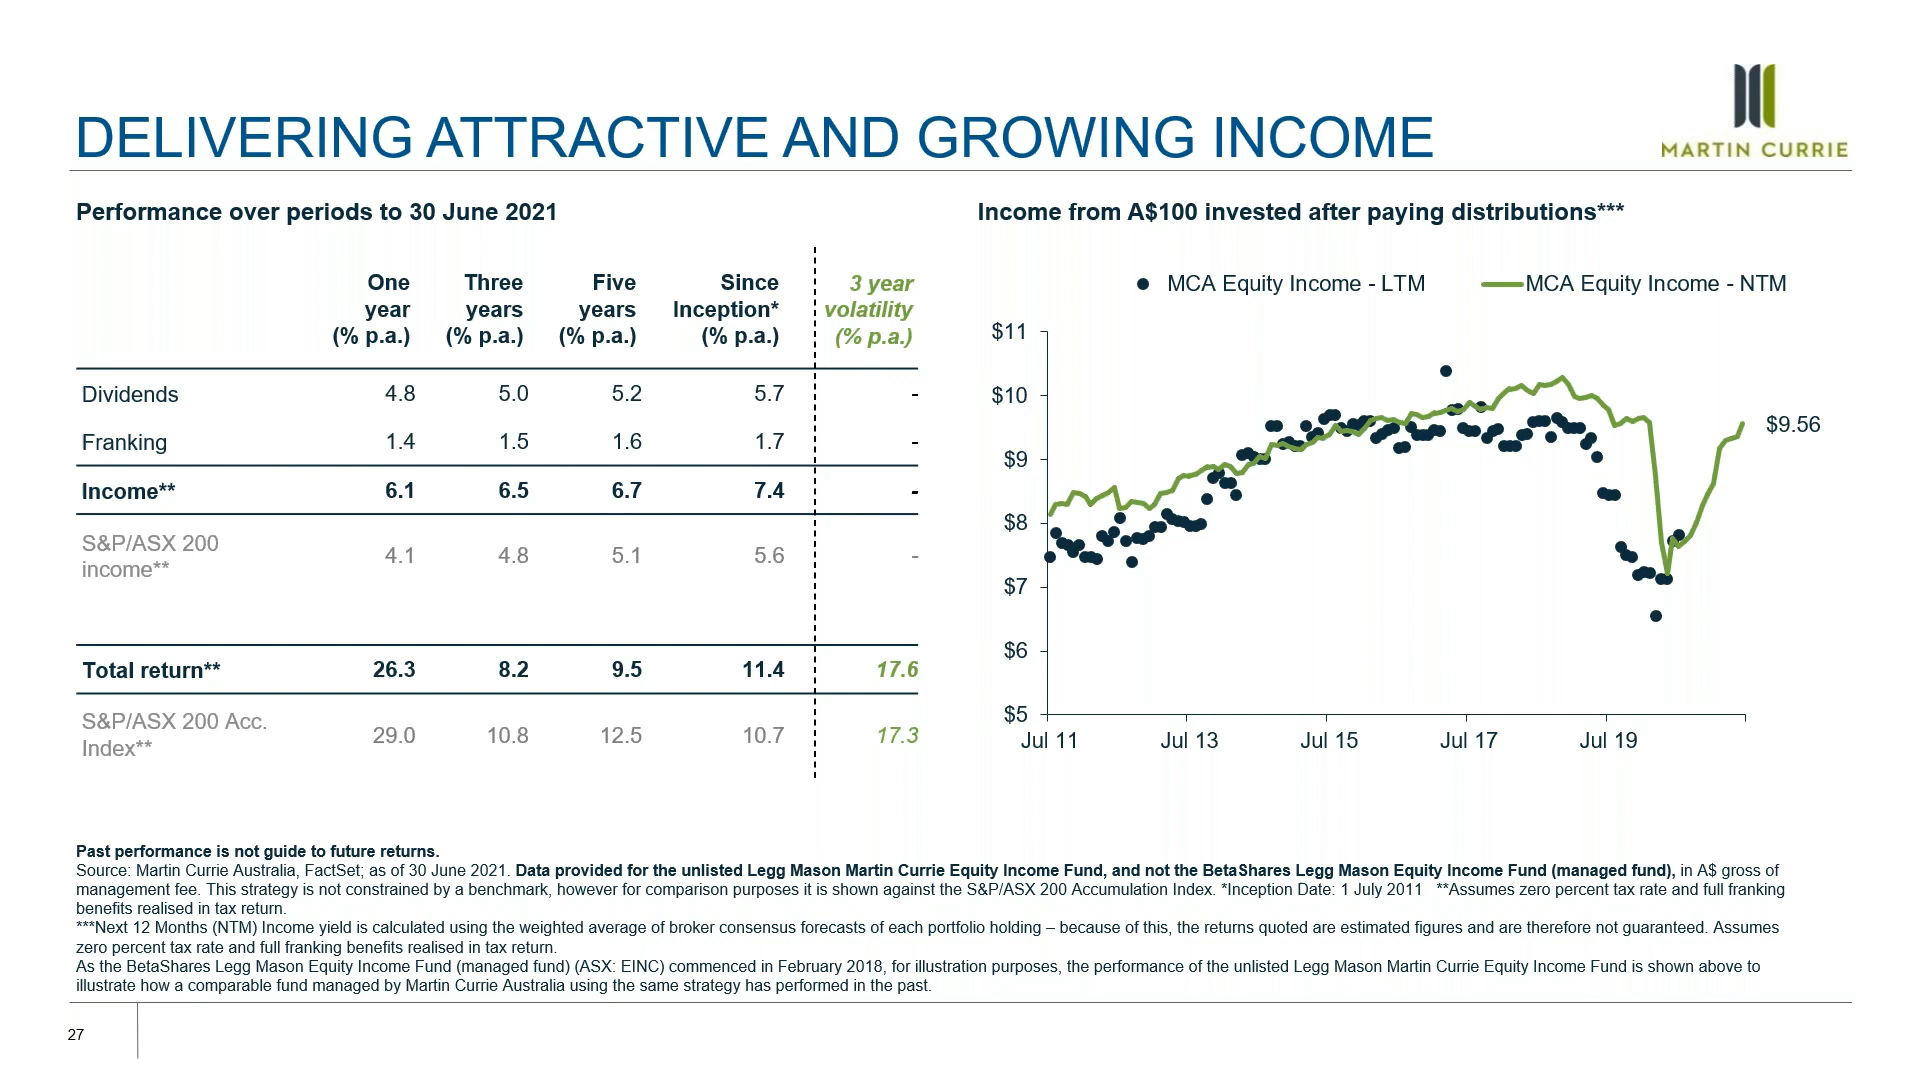 MARTIN CURRIE
DELIVERING ATTRACTIVE AND GROWING INCOME
Performance over periods to 30 June 2021
One year (% p.a.) Three years (% p.a.) Five years (% p.a.) Since Inception* (% p.a.) 3 year volatility (% p.a.)
Dividends 4.8 5.0 5.2 5.7 -
Franking 1.4 1.5 1.6 1.7 -
Income** 6.1 6.5 6.7 7.4 -
S&P/ASX 200 income** 4.1 4.8 5.1 5.6 -
Total return** 26.3 8.2 9.5 11.4 17.6
S&P/ASX 200 Acc. Index** 29.0 10.8 12.5 10.7 17.3
Income from A$100 invested after paying distributions***
MCA Equity Income - LTM MCA Equity Income - NTM
$11
$10
$9
$8
$7
$6
$5
$9.56
Jul 11 Jul 13 Jul 15 Jul 17 Jul 19
Past performance is not guide to future returns.
Source: Martin Currie Australia, FactSet; as of 30 June 2021. Data provided for the unlisted Legg Mason Martin Currie Equity Income Fund, and not the BetaShares Legg Mason Equity Income Fund (managed fund), in A$ gross of
management fee. This strategy is not constrained by a benchmark, however for comparison purposes it is shown against the S&P/ASX 200 Accumulation Index. *Inception Date: 1 July 2011 **Assumes zero percent tax rate and full franking
benefits realised in tax return.
***Next 12 Months (NTM) Income yield is calculated using the weighted average of broker consensus forecasts of each portfolio holding – because of this, the returns quoted are estimated figures and are therefore not guaranteed. Assumes
zero percent tax rate and full franking benefits realised in tax return.
As the BetaShares Legg Mason Equity Income Fund (managed fund) (ASX: EINC) commenced in February 2018, for illustration purposes, the performance of the unlisted Legg Mason Martin Currie Equity Income Fund is shown above to
illustrate how a comparable fund managed by Martin Currie Australia using the same strategy has performed in the past.
27